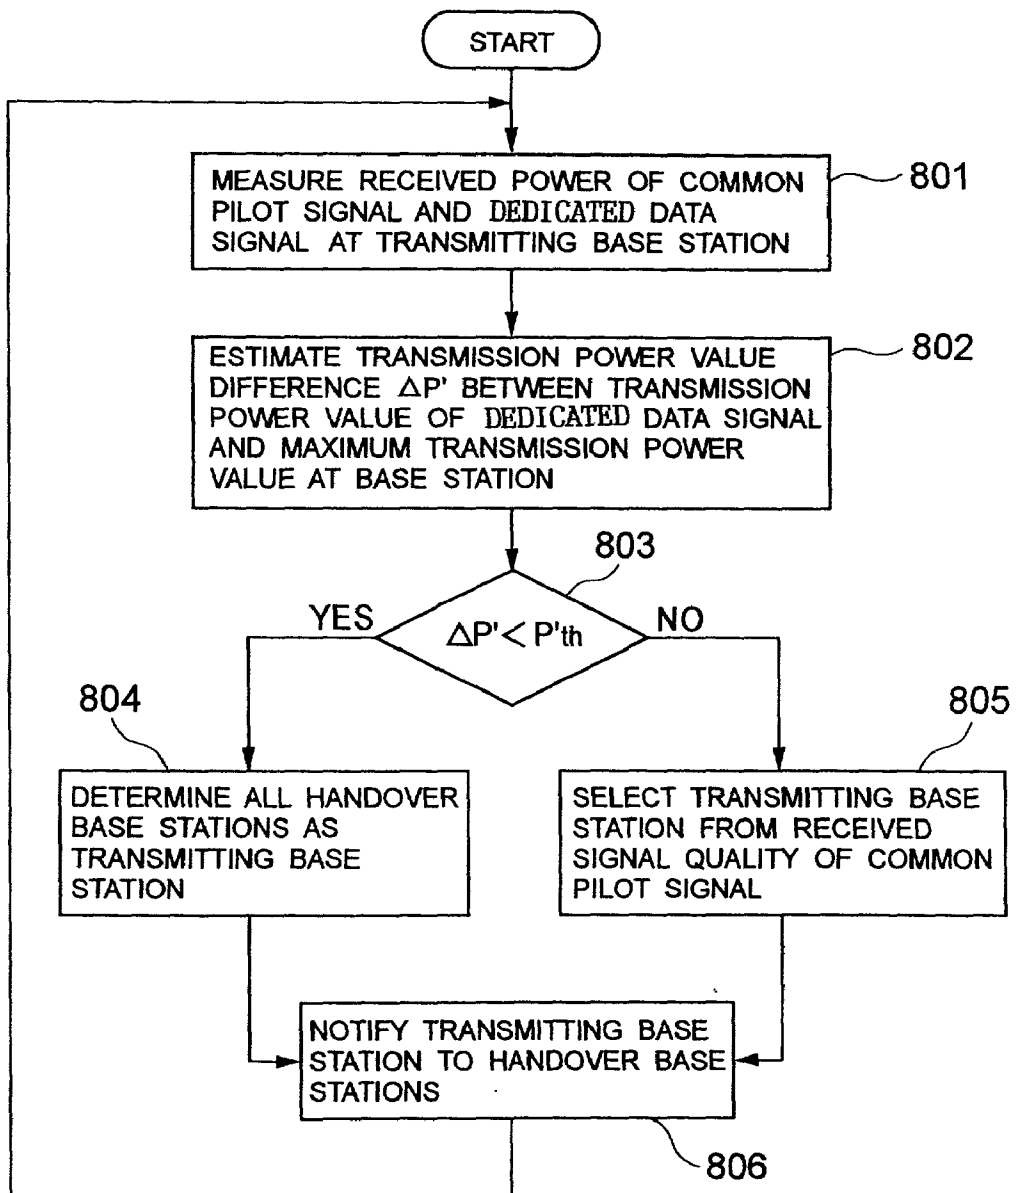 START
MEASURE RECEIVED POWER OF COMMON
PILOT SIGNAL AND DEDICATED DATA
SIGNAL AT TRANSMITTING BASE STATION
801
ESTIMATE TRANSMISSION POWER VALUE
DIFFERENCE ΔP' BETWEEN TRANSMISSION
POWER VALUE OF DEDICATED DATA SIGNAL
AND MAXIMUM TRANSMISSION POWER
VALUE AT BASE STATION
802
803
YES
ΔP'<P'th
NO
804
DETERMINE ALL HANDOVER
BASE STATIONS AS
TRANSMITTING BASE
STATION
805
SELECT TRANSMITTING BASE
STATION FROM RECEIVED
SIGNAL QUALITY OF COMMON
PILOT SIGNAL
NOTIFY TRANSMITTING BASE
STATION TO HANDOVER BASE
STATIONS
806